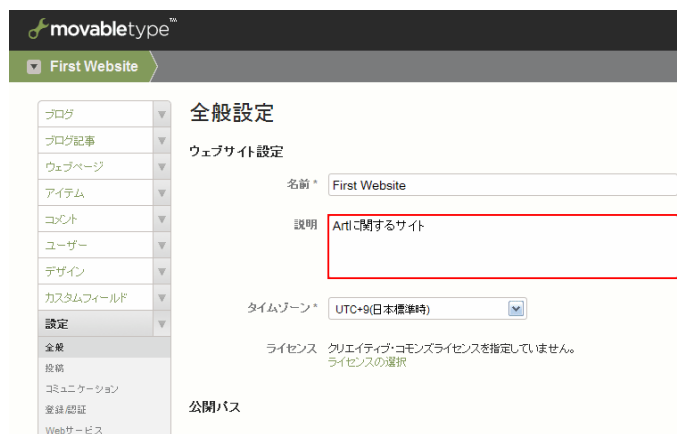 movabletype™
First Website
ブログ
ブログ記事
ウェブページ
アイテム
コメント
ユーザー
デザイン
カスタムフィールド
設定
全般
投稿
コミュニケーション
登録/認証
Webサービス
全般設定
ウェブサイト設定
名前* First Website
説明 Artに関するサイト
タイムゾーン* UTC+9(日本標準時)
ライセンス クリエイティブ・コモンズライセンスを指定していません。
ライセンスの選択
公開パス